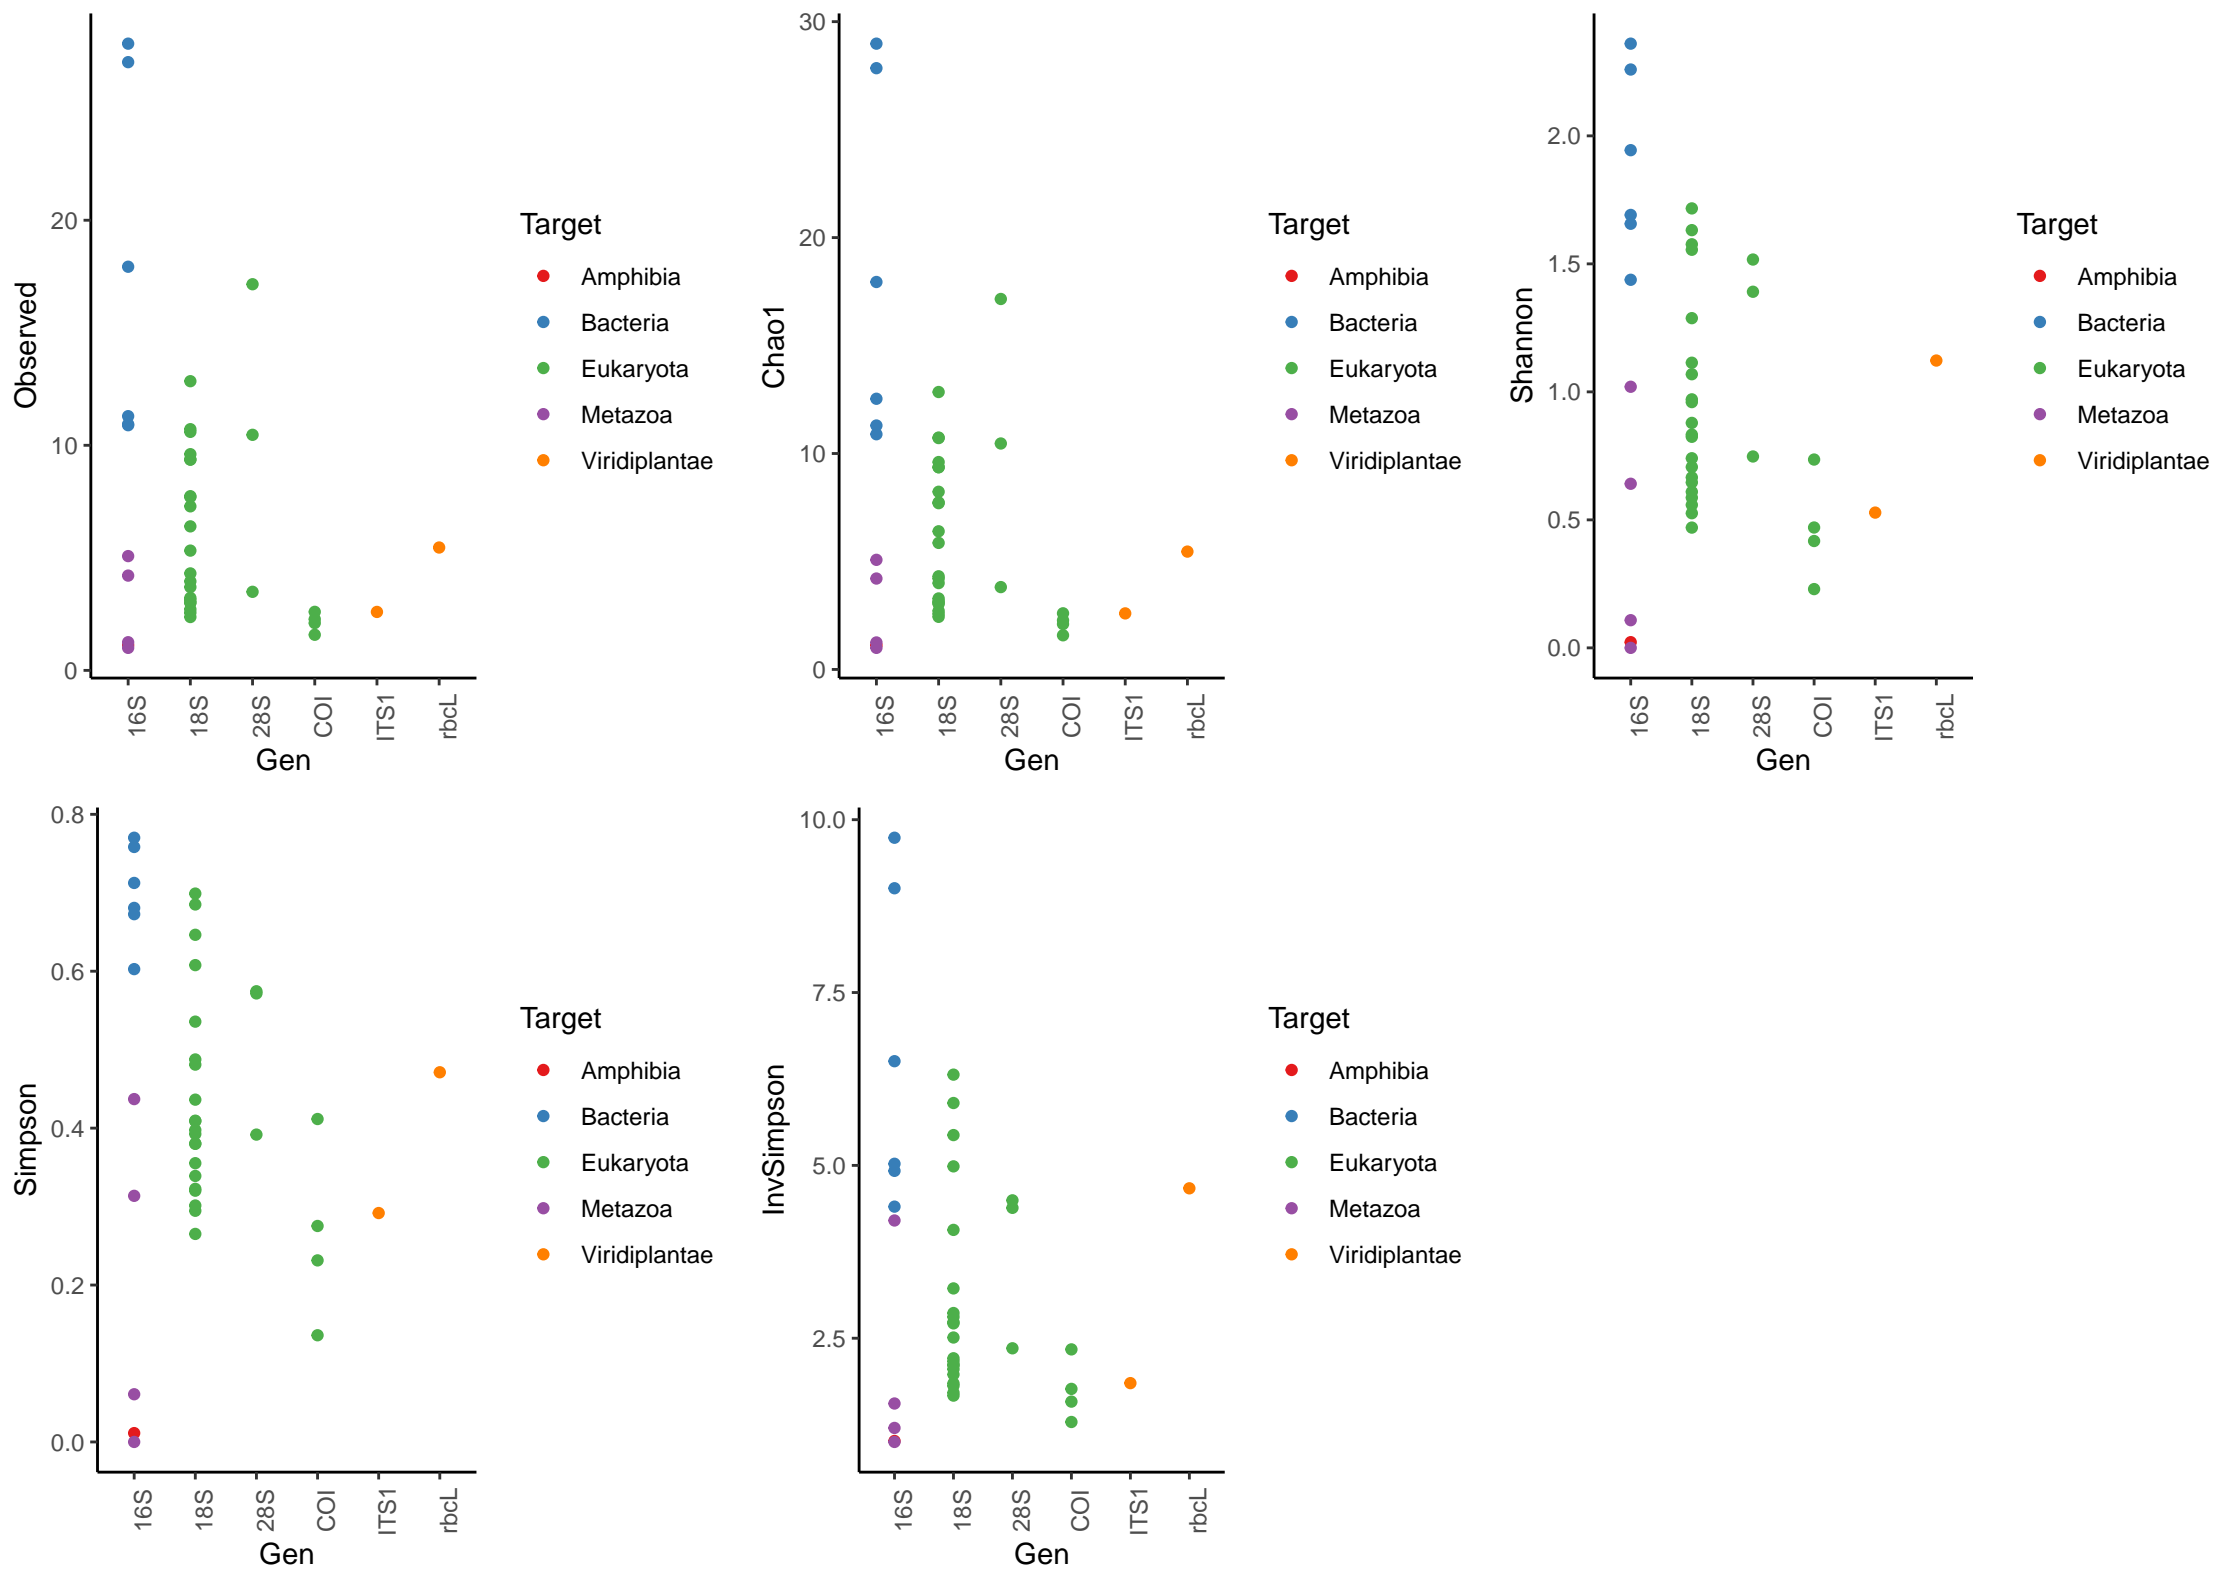 Observed
20
10
0
16S
18S
28S
COI
ITS1
rbcL
Gen
Target
Amphibia
Bacteria
Eukaryota
Metazoa
Viridiplantae
Chao1
30
20
10
0
16S
18S
28S
COI
ITS1
rbcL
Gen
Target
Amphibia
Bacteria
Eukaryota
Metazoa
Viridiplantae
Shannon
2.0
1.5
1.0
0.5
0.0
16S
18S
28S
COI
ITS1
rbcL
Gen
Target
Amphibia
Bacteria
Eukaryota
Metazoa
Viridiplantae
Simpson
0.8
0.6
0.4
0.2
0.0
16S
18S
28S
COI
ITS1
rbcL
Gen
Target
Amphibia
Bacteria
Eukaryota
Metazoa
Viridiplantae
InvSimpson
10.0
7.5
5.0
2.5
16S
18S
28S
COI
ITS1
rbcL
Gen
Target
Amphibia
Bacteria
Eukaryota
Metazoa
Viridiplantae